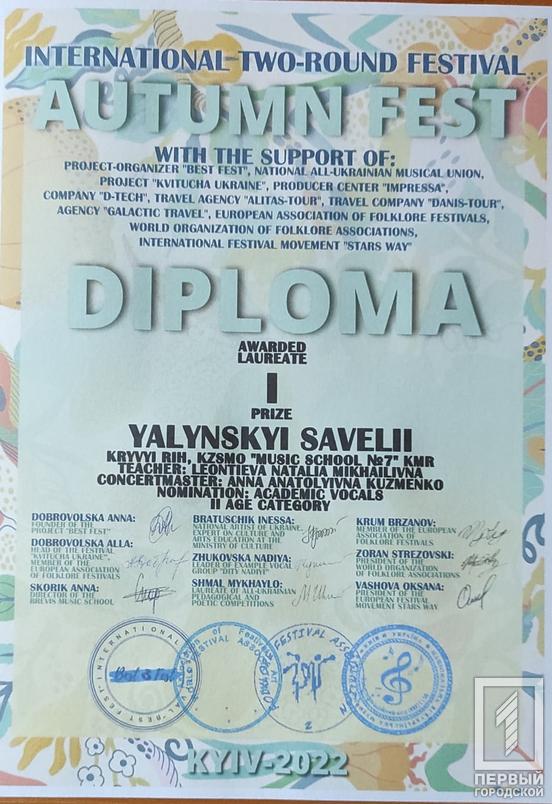 INTERNATIONAL TWO-ROUND FESTIVAL
AUTUMN FEST
WITH THE SUPPORT OF:
PROJECT-ORGANIZER "BEST FEST", NATIONAL ALL-UKRAINIAN MUSICAL UNION,
PROJECT "KVITUCHA UKRAINE", PRODUCER CENTER "IMPRESSA",
COMPANY "D-TECH", TRAVEL AGENCY "ALITAS-TOUR", TRAVEL COMPANY "DANIS-TOUR",
AGENCY "GALACTIC TRAVEL", EUROPEAN ASSOCIATION OF FOLKLORE FESTIVALS,
WORLD ORGANIZATION OF FOLKLORE ASSOCIATIONS,
INTERNATIONAL FESTIVAL MOVEMENT "STARS WAY"
DIPLOMA
AWARDED
LAUREATE
I
PRIZE
YALYNSKYI SAVELII
KRYVYI RIH, KZSMO "MUSIC SCHOOL №7" KMR
TEACHER: LEONTIEVA NATALIA MIKHAILIVNA
CONCERTMASTER: ANNA ANATOLYIVNA KUZMENKO
NOMINATION: ACADEMIC VOCALS
II AGE CATEGORY
DOBROVOLSKA ANNA:
FOUNDER OF THE
PROJECT "BEST FEST"
DOBROVOLSKA ALLA:
HEAD OF THE FESTIVAL
"KVITUCHA UKRAINE",
MEMBER OF THE
EUROPEAN ASSOCIATION
OF FOLKLORE FESTIVALS
SKORIK ANNA:
DIRECTOR OF THE
BREVIS MUSIC SCHOOL
BRATUSCHIK INESSA:
NATIONAL ARTIST OF UKRAINE,
EXPERT ON CULTURE AND
ARTS EDUCATION AT THE
MINISTRY OF CULTURE
ZHUKOVSKA NADIYA:
LEADER OF EXAMPLE VOCAL
GROUP "DITY NADIYI"
SHMAL MYKHAYLO:
LAUREATE OF ALL-UKRAINIAN
PEDAGOGICAL AND
POETIC COMPETITIONS
KRUM BRZANOV:
MEMBER OF THE EUROPEAN
ASSOCIATION OF
FOLKLORE FESTIVALS
ZORAN STREZOVSKI:
PRESIDENT OF THE
WORLD ORGANIZATION
OF FOLKLORE ASSOCIATIONS
VASHOVA OKSANA:
PRESIDENT OF THE
EUROPEAN FESTIVAL
MOVEMENT STARS WAY
KYIV-2022
1
ПЕРВЫЙ
ГОРОДСКОЙ